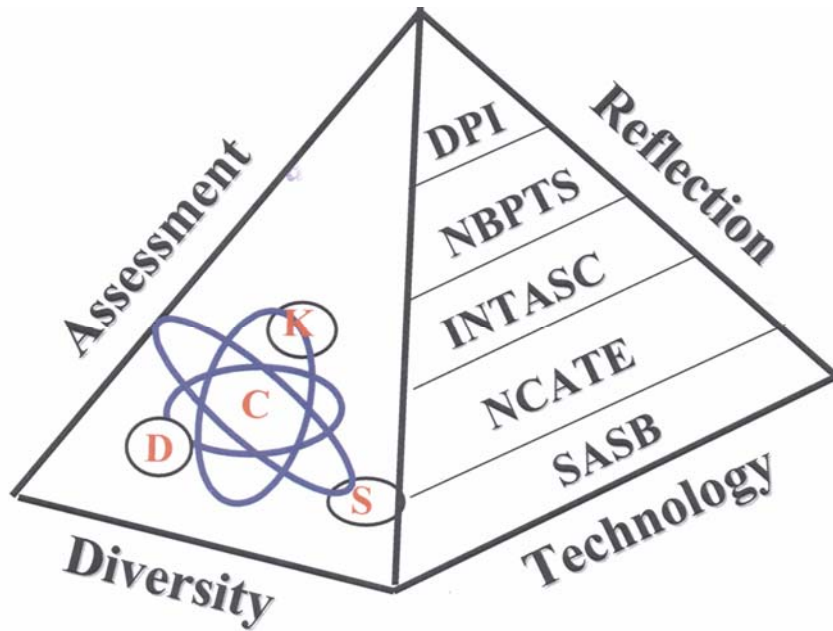 Assessment
Reflection
DPI
NBPTS
INTASC
NCATE
SASB
K
C
D
S
Diversity
Technology